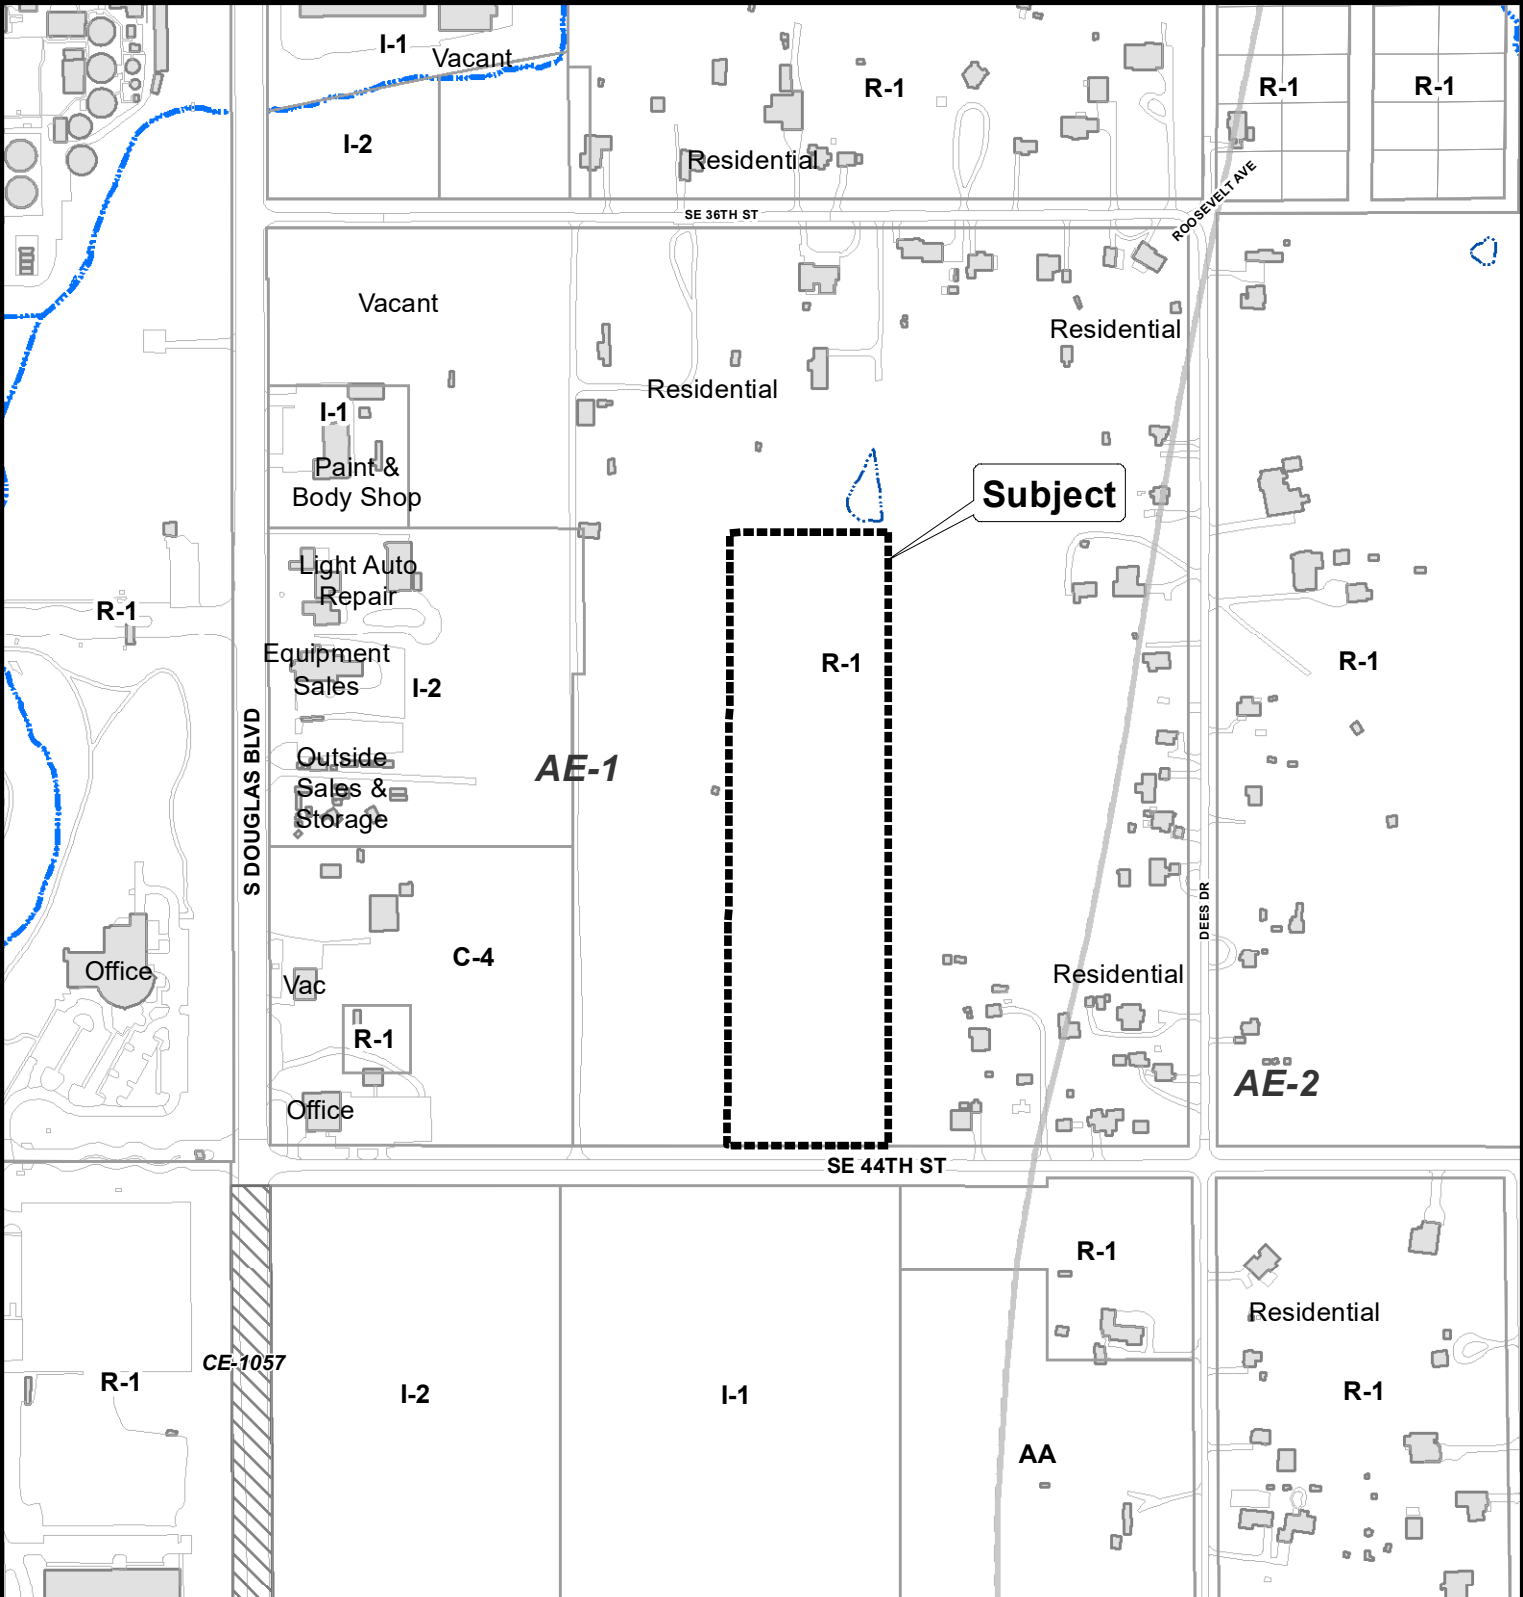 I-1
Vacant
R-1
R-1
R-1
I-2
Residential
ROOSEVELT AVE
SE 36TH ST
Vacant
Residential
Residential
I-1
Paint &
Body Shop
Subject
Light Auto
Repair
R-1
Equipment
Sales
I-2
R-1
R-1
S DOUGLAS BLVD
Outside
Sales &
Storage
AE-1
DEES DR
C-4
Office
Vac
Residential
R-1
AE-2
Office
SE 44TH ST
R-1
Residential
CE-1057
R-1
I-2
I-1
R-1
AA